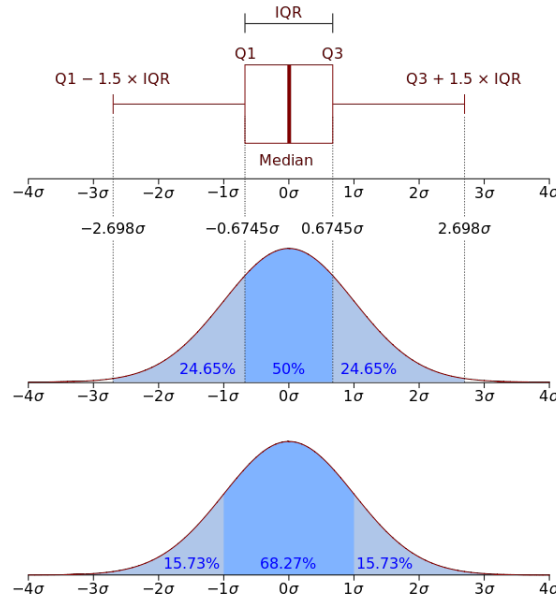 IQR
Q1 Q3
Q1 − 1.5 × IQR Q3 + 1.5 × IQR
Median
−4σ −3σ −2σ −1σ 0σ 1σ 2σ 3σ 4σ
−2.698σ −0.6745σ 0.6745σ 2.698σ
24.65% 50% 24.65%
−4σ −3σ −2σ −1σ 0σ 1σ 2σ 3σ 4σ
15.73% 68.27% 15.73%
−4σ −3σ −2σ −1σ 0σ 1σ 2σ 3σ 4σ